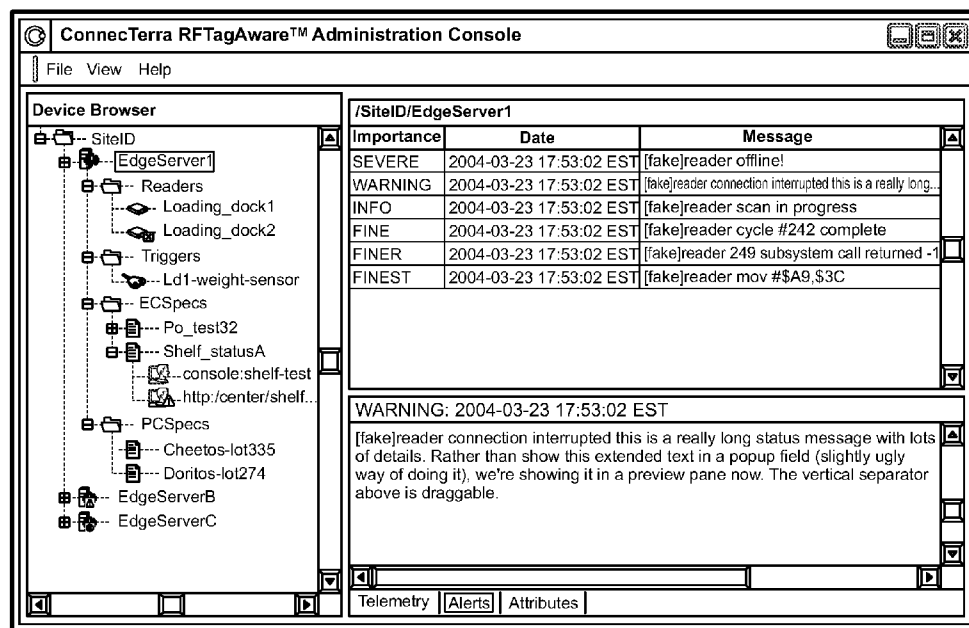 ConnecTerra RFTagAware™ Administration Console
File View Help
Device Browser
SiteID
EdgeServer1
Readers
Loading_dock1
Loading_dock2
Triggers
Ld1-weight-sensor
ECSpecs
Po_test32
Shelf_statusA
console:shelf-test
http:/center/shelf...
PCSpecs
Cheetos-lot335
Doritos-lot274
EdgeServerB
EdgeServerC
/SiteID/EdgeServer1
Importance Date Message
SEVERE 2004-03-23 17:53:02 EST [fake]reader offline!
WARNING 2004-03-23 17:53:02 EST [fake]reader connection interrupted this is a really long...
INFO 2004-03-23 17:53:02 EST [fake]reader scan in progress
FINE 2004-03-23 17:53:02 EST [fake]reader cycle #242 complete
FINER 2004-03-23 17:53:02 EST [fake]reader 249 subsystem call returned -1
FINEST 2004-03-23 17:53:02 EST [fake]reader mov #$A9,$3C
WARNING: 2004-03-23 17:53:02 EST
[fake]reader connection interrupted this is a really long status message with lots
of details. Rather than show this extended text in a popup field (slightly ugly
way of doing it), we're showing it in a preview pane now. The vertical separator
above is draggable.
Telemetry Alerts Attributes